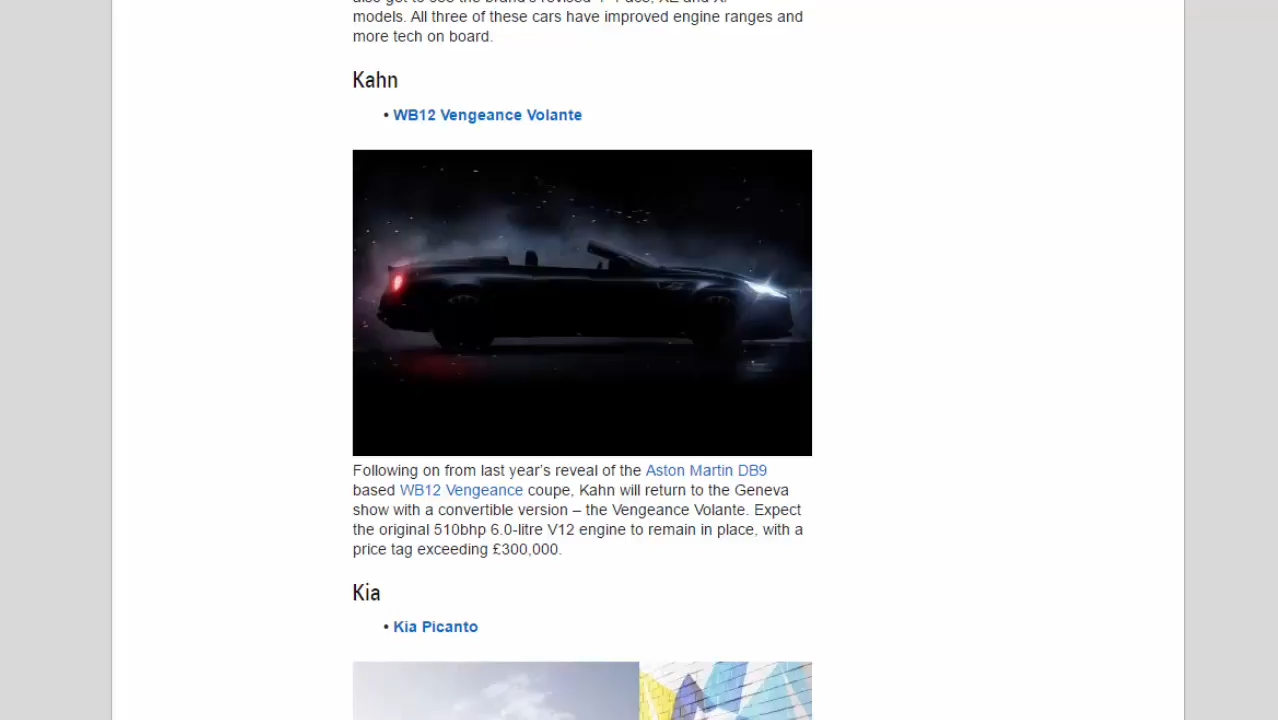 models. All three of these cars have improved engine ranges and
more tech on board.
Kahn
• WB12 Vengeance Volante
Following on from last year's reveal of the Aston Martin DB9
based WB12 Vengeance coupe, Kahn will return to the Geneva
show with a convertible version – the Vengeance Volante. Expect
the original 510bhp 6.0-litre V12 engine to remain in place, with a
price tag exceeding £300,000.
Kia
• Kia Picanto